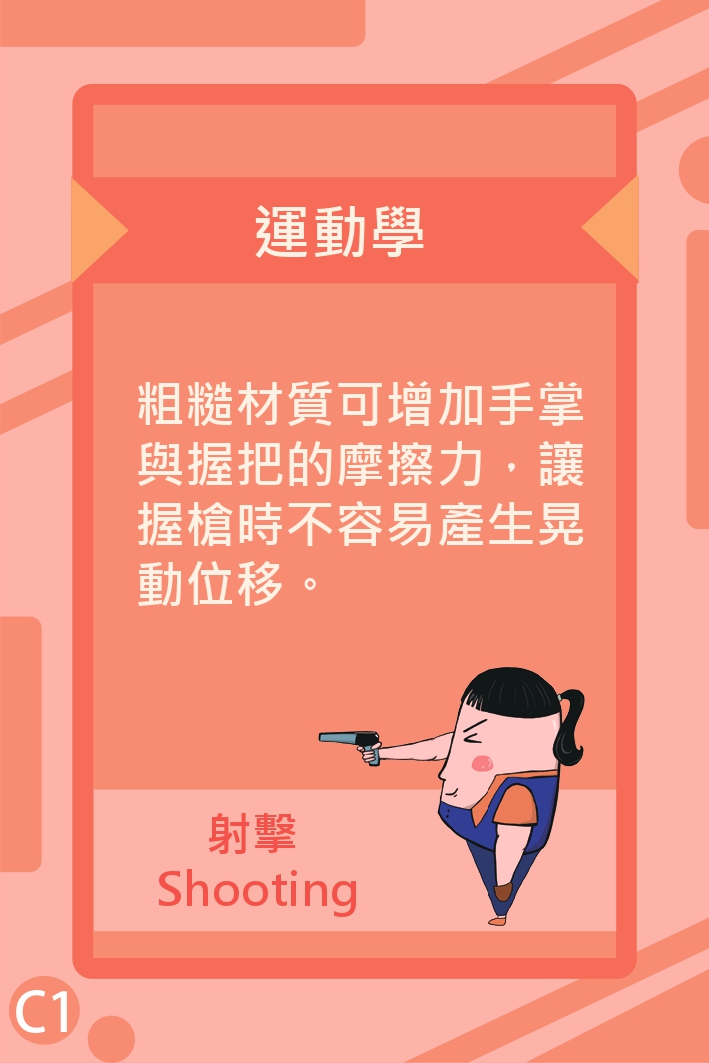 運動學
粗糙材質可增加手掌
與握把的摩擦力，讓
握槍時不容易產生晃
動位移。
射擊
Shooting
C1